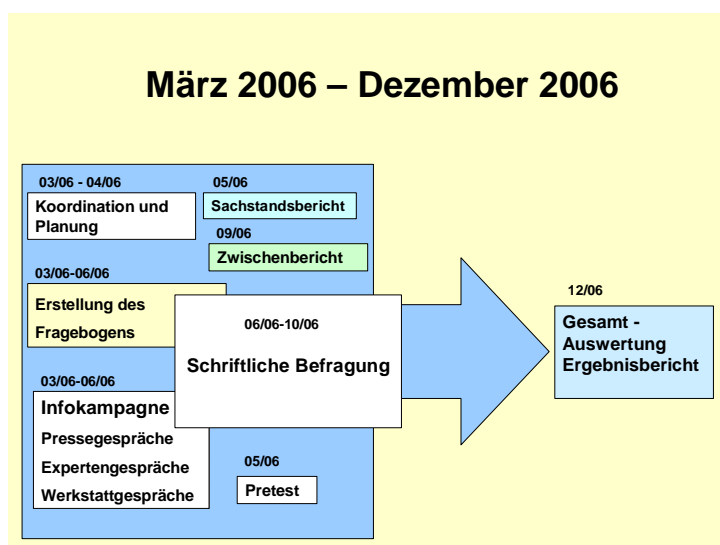 März 2006 – Dezember 2006
03/06 - 04/06
Koordination und
Planung
05/06
Sachstandsbericht
09/06
Zwischenbericht
03/06-06/06
Erstellung des
Fragebogens
06/06-10/06
Schriftliche Befragung
03/06-06/06
Infokampagne
Pressegespräche
Expertengespräche
Werkstattgespräche
05/06
Pretest
12/06
Gesamt -
Auswertung
Ergebnisbericht